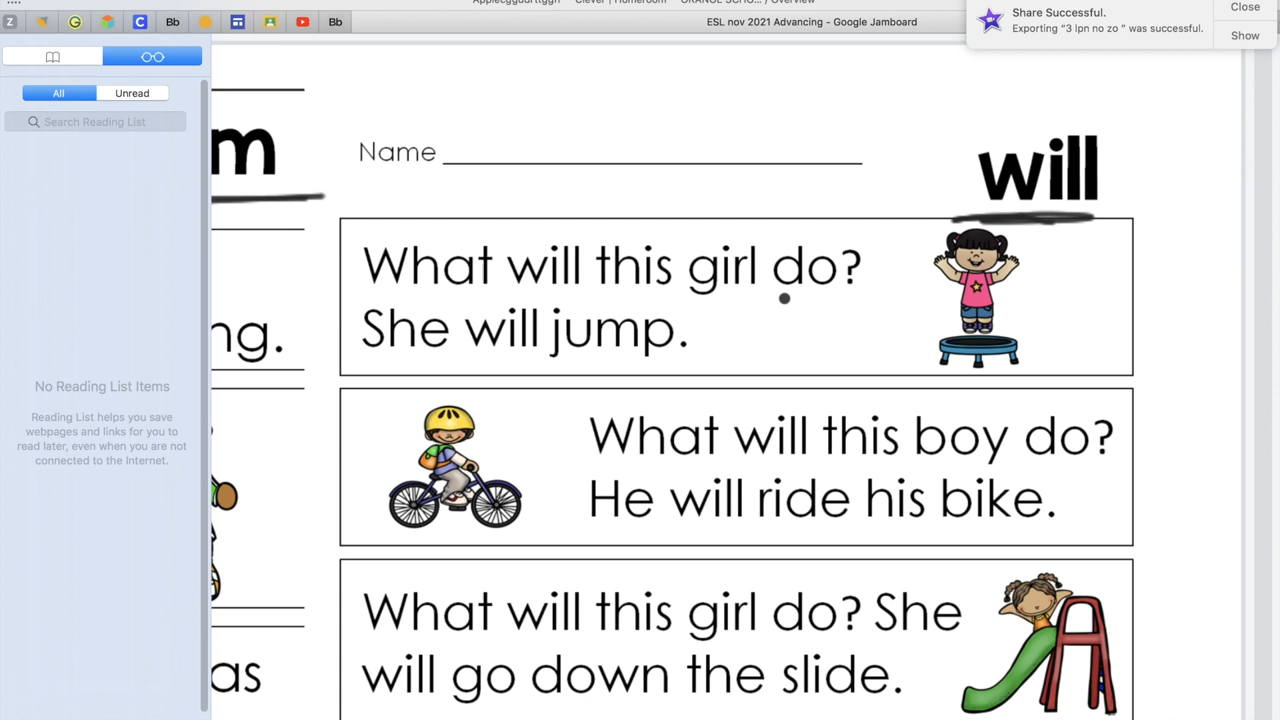 ESL nov 2021 Advancing - Google Jamboard
Share Successful.
Exporting “3 lpn no zo ” was successful.
Close
Show
Z
G
C
Bb
Bb
All
Unread
Search Reading List
No Reading List Items
Reading List helps you save
webpages and links for you to
read later, even when you are not
connected to the Internet.
m
ng.
as
Name
will
What will this girl do?
She will jump.
What will this boy do?
He will ride his bike.
What will this girl do? She
will go down the slide.